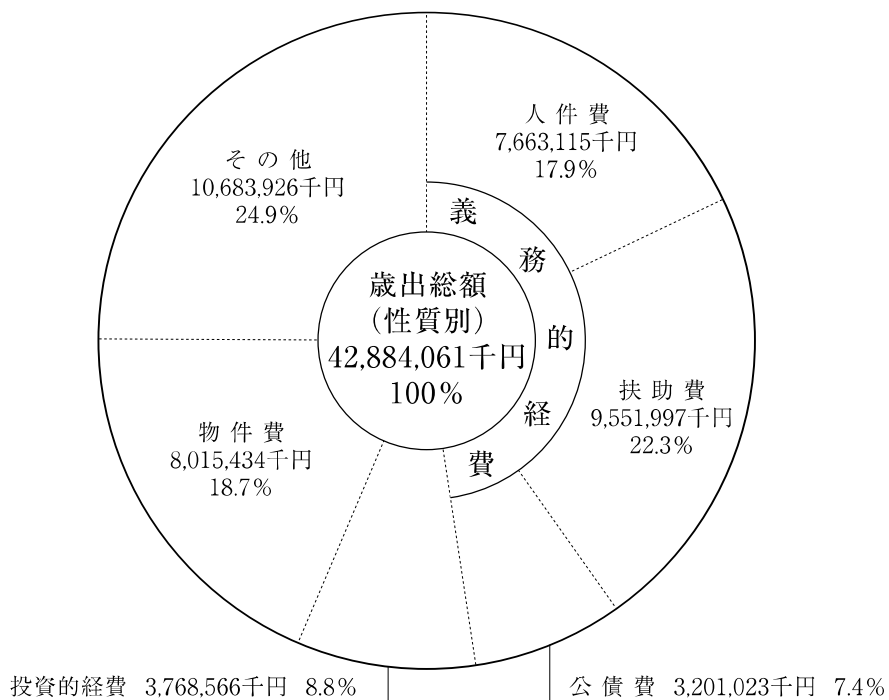 人件費
7,663,115千円
17.9%
その他
10,683,926千円
24.9%
義務的経費
歳出総額
(性質別)
42,884,061千円
100%
扶助費
9,551,997千円
22.3%
物件費
8,015,434千円
18.7%
投資的経費 3,768,566千円 8.8%
公債費 3,201,023千円 7.4%